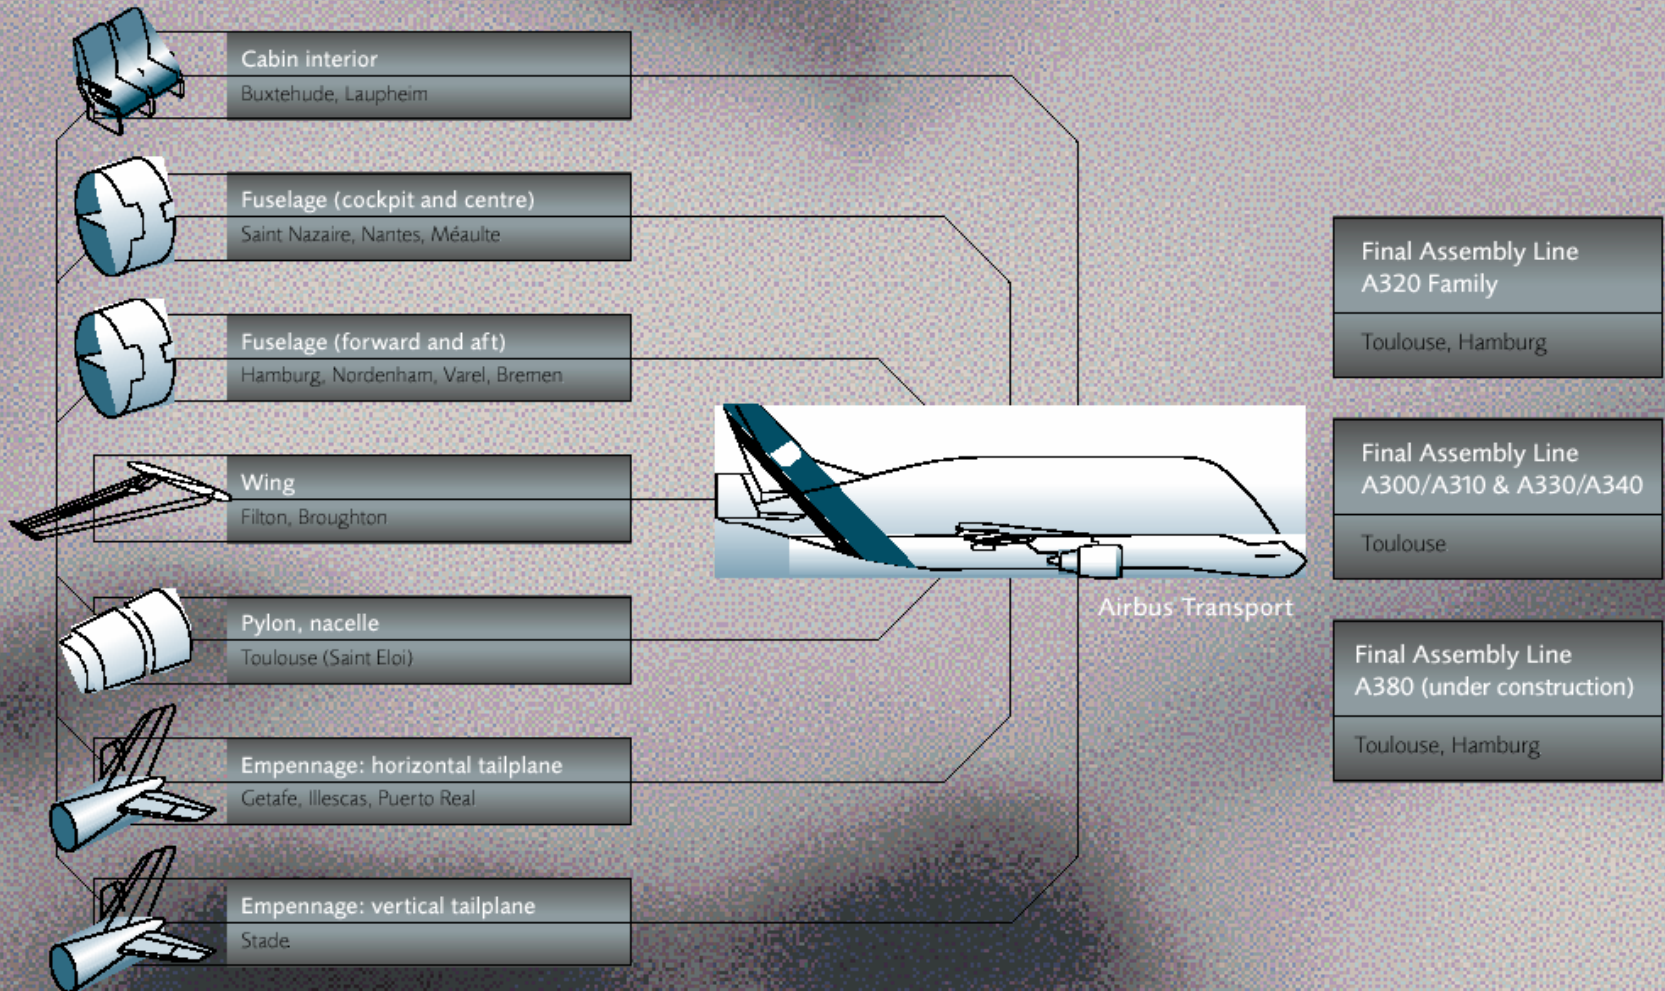 Cabin interior
Buxtehude, Laupheim
Fuselage (cockpit and centre)
Saint Nazaire, Nantes, Méaulte
Fuselage (forward and aft)
Hamburg, Nordenham, Varel, Bremen
Wing
Filton, Broughton
Pylon, nacelle
Toulouse (Saint Eloi)
Empennage: horizontal tailplane
Getafe, Illescas, Puerto Real
Empennage: vertical tailplane
Stade
Airbus Transport
Final Assembly Line
A320 Family
Toulouse, Hamburg
Final Assembly Line
A300/A310 & A330/A340
Toulouse
Final Assembly Line
A380 (under construction)
Toulouse, Hamburg